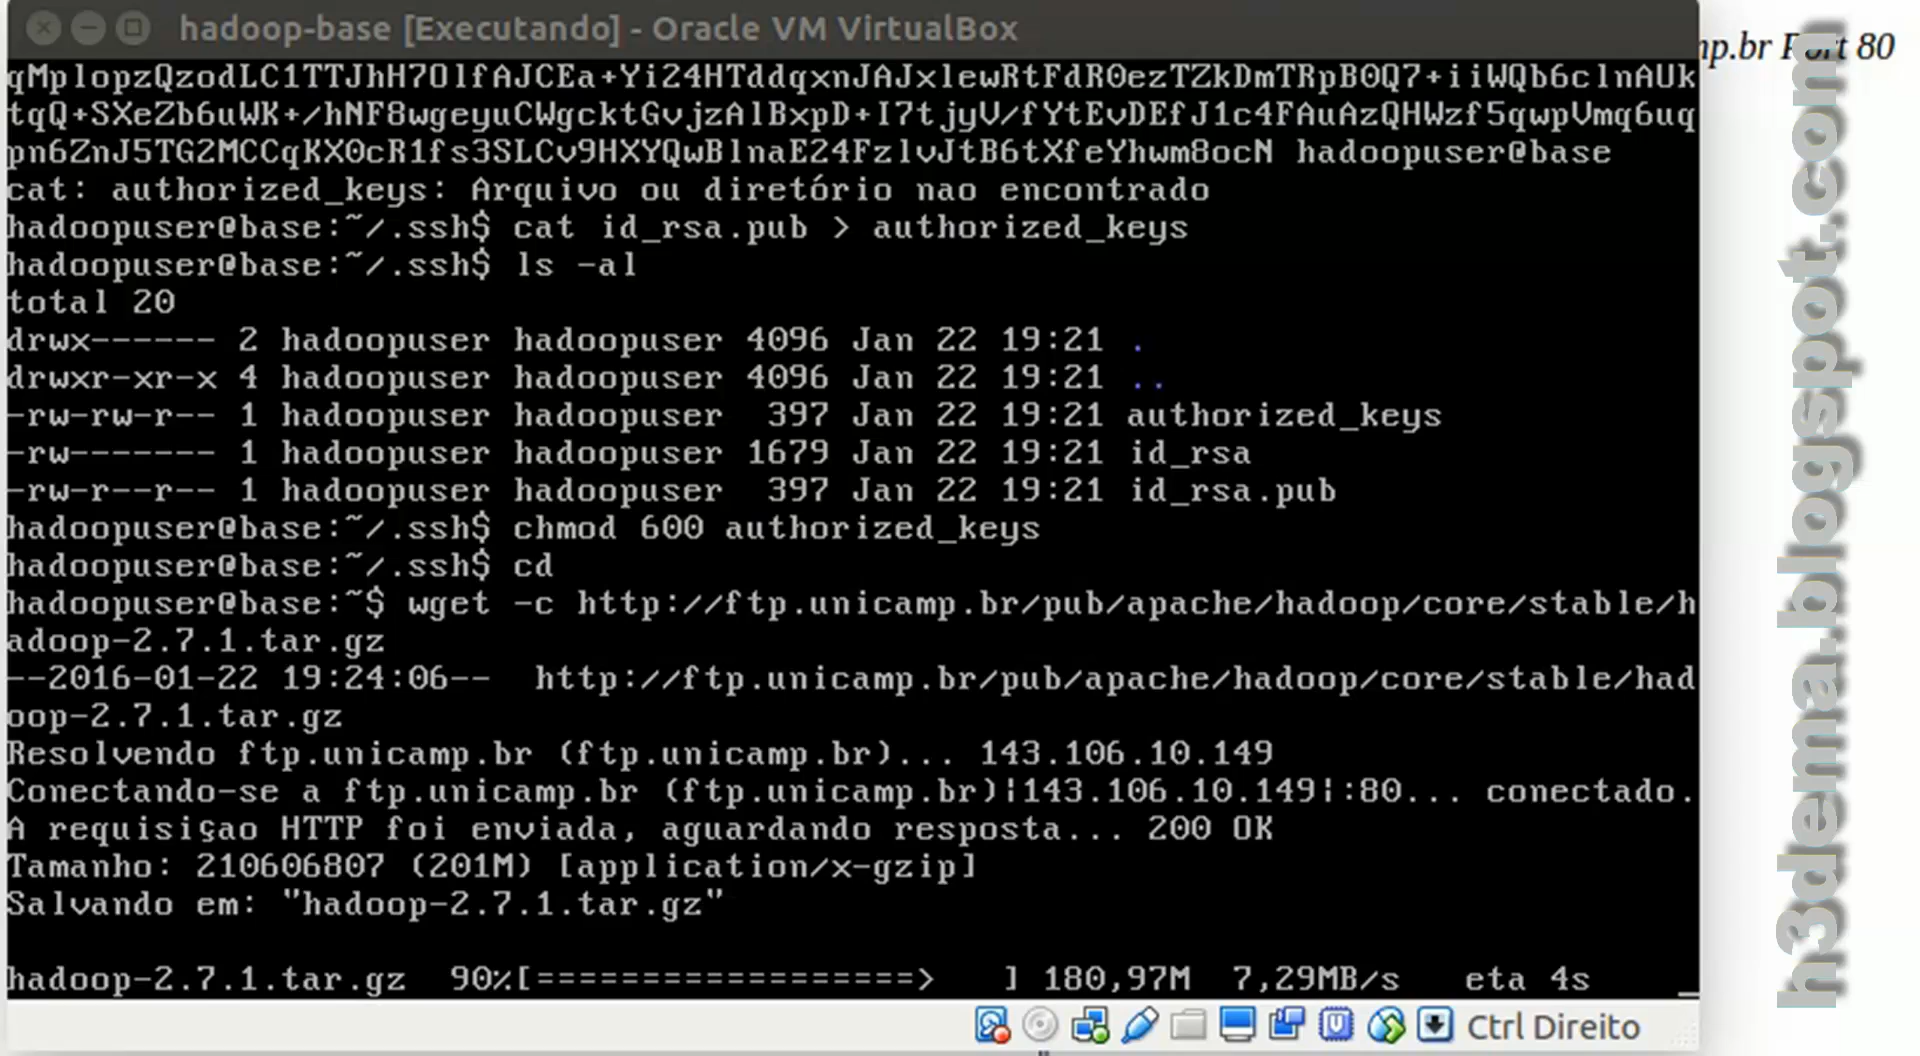 hadoop-base [Executando] - Oracle VM VirtualBox
mp.br Port 80
qMplopzQzodLC1TTJhH7OlfAJCEa+Yi24HTddqxnJAJxlewRtFdR0ezTZkDmTRpB0Q7+iiWQb6clnAUk
tqQ+SXeZb6uWK+/hNF8wgeyuCWgcktGvjzAlBxpD+I7tjyV/fYtEvDEfJ1c4FAuAzQHWzf5qwpVmq6uq
pn6ZnJ5TG2MCCqKX0cR1fs3SLCv9HXYQwBlnaE24FzlvJtB6tXfeYhwm8ocN hadoopuser@base
cat: authorized_keys: Arquivo ou diretório nao encontrado
hadoopuser@base:~/.ssh$ cat id_rsa.pub > authorized_keys
hadoopuser@base:~/.ssh$ ls -al
total 20
drwx------ 2 hadoopuser hadoopuser 4096 Jan 22 19:21 .
drwxr-xr-x 4 hadoopuser hadoopuser 4096 Jan 22 19:21 ..
-rw-rw-r-- 1 hadoopuser hadoopuser  397 Jan 22 19:21 authorized_keys
-rw------- 1 hadoopuser hadoopuser 1679 Jan 22 19:21 id_rsa
-rw-r--r-- 1 hadoopuser hadoopuser  397 Jan 22 19:21 id_rsa.pub
hadoopuser@base:~/.ssh$ chmod 600 authorized_keys
hadoopuser@base:~/.ssh$ cd
hadoopuser@base:~$ wget -c http://ftp.unicamp.br/pub/apache/hadoop/core/stable/h
adoop-2.7.1.tar.gz
--2016-01-22 19:24:06--  http://ftp.unicamp.br/pub/apache/hadoop/core/stable/had
oop-2.7.1.tar.gz
Resolvendo ftp.unicamp.br (ftp.unicamp.br)... 143.106.10.149
Conectando-se a ftp.unicamp.br (ftp.unicamp.br)|143.106.10.149|:80... conectado.
A requisiçao HTTP foi enviada, aguardando resposta... 200 OK
Tamanho: 210606807 (201M) [application/x-gzip]
Salvando em: "hadoop-2.7.1.tar.gz"
hadoop-2.7.1.tar.gz  90%[==================>   ] 180,97M  7,29MB/s   eta 4s
Ctrl Direito
h3dema.blogspot.com